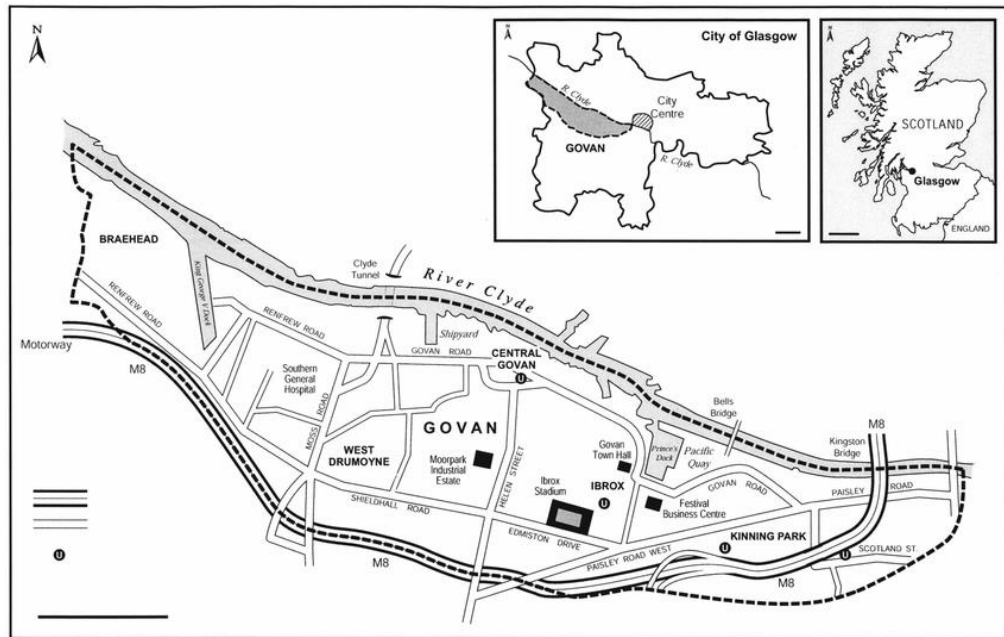 N
City of Glasgow
R. Clyde
City
Centre
GOVAN
R. Clyde
N
SCOTLAND
Glasgow
ENGLAND
N
BRAEHEAD
King George V Dock
Clyde
Tunnel
River Clyde
RENFREW ROAD
RENFREW ROAD
Shipyard
GOVAN ROAD
CENTRAL
GOVAN
U
Motorway
M8
Southern
General
Hospital
MOSS ROAD
WEST
DRUMOYNE
GOVAN
Moorpark
Industrial
Estate
HELEN STREET
Govan
Town Hall
Prince's
Dock
Pacific
Quay
Bells
Bridge
M8
Kingston
Bridge
GOVAN ROAD
PAISLEY ROAD
Ibrox
Stadium
IBROX
U
Festival
Business Centre
SHIELDHALL ROAD
EDMISTON DRIVE
PAISLEY ROAD WEST
KINNING PARK
U
U
SCOTLAND ST.
M8
M8
U